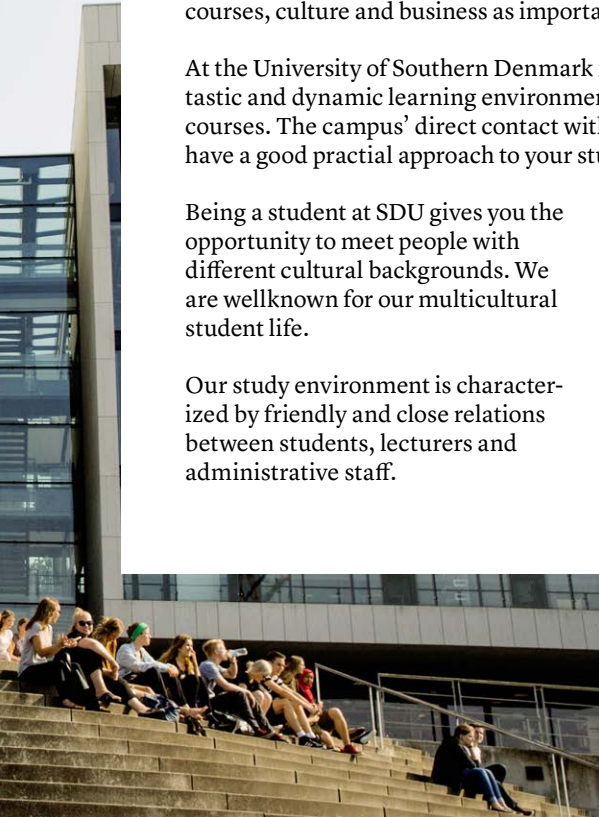 courses, culture and business as importa
At the University of Southern Denmark
tastic and dynamic learning environme
courses. The campus’ direct contact wit
have a good practial approach to your stu
Being a student at SDU gives you the
opportunity to meet people with
different cultural backgrounds. We
are wellknown for our multicultural
student life.
Our study environment is character-
ized by friendly and close relations
between students, lecturers and
administrative staff.